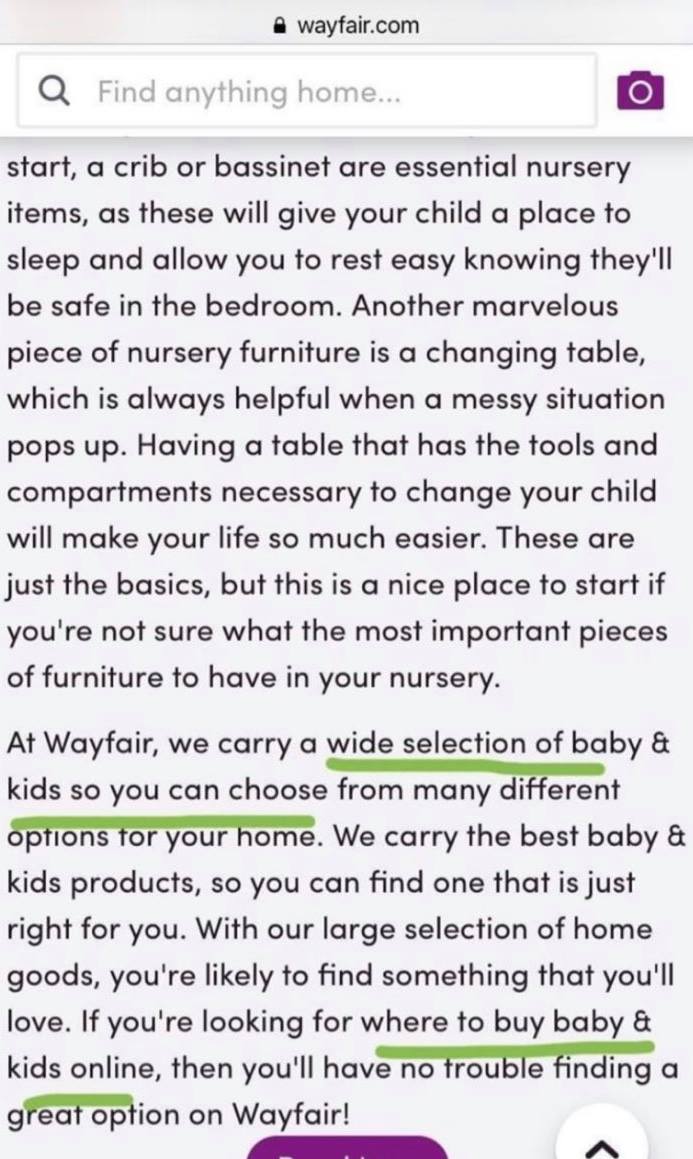 wayfair.com
Find anything home...
start, a crib or bassinet are essential nursery
items, as these will give your child a place to
sleep and allow you to rest easy knowing they'll
be safe in the bedroom. Another marvelous
piece of nursery furniture is a changing table,
which is always helpful when a messy situation
pops up. Having a table that has the tools and
compartments necessary to change your child
will make your life so much easier. These are
just the basics, but this is a nice place to start if
you're not sure what the most important pieces
of furniture to have in your nursery.
At Wayfair, we carry a wide selection of baby &
kids so you can choose from many different
options for your home. We carry the best baby &
kids products, so you can find one that is just
right for you. With our large selection of home
goods, you're likely to find something that you'll
love. If you're looking for where to buy baby &
kids online, then you'll have no trouble finding a
great option on Wayfair!